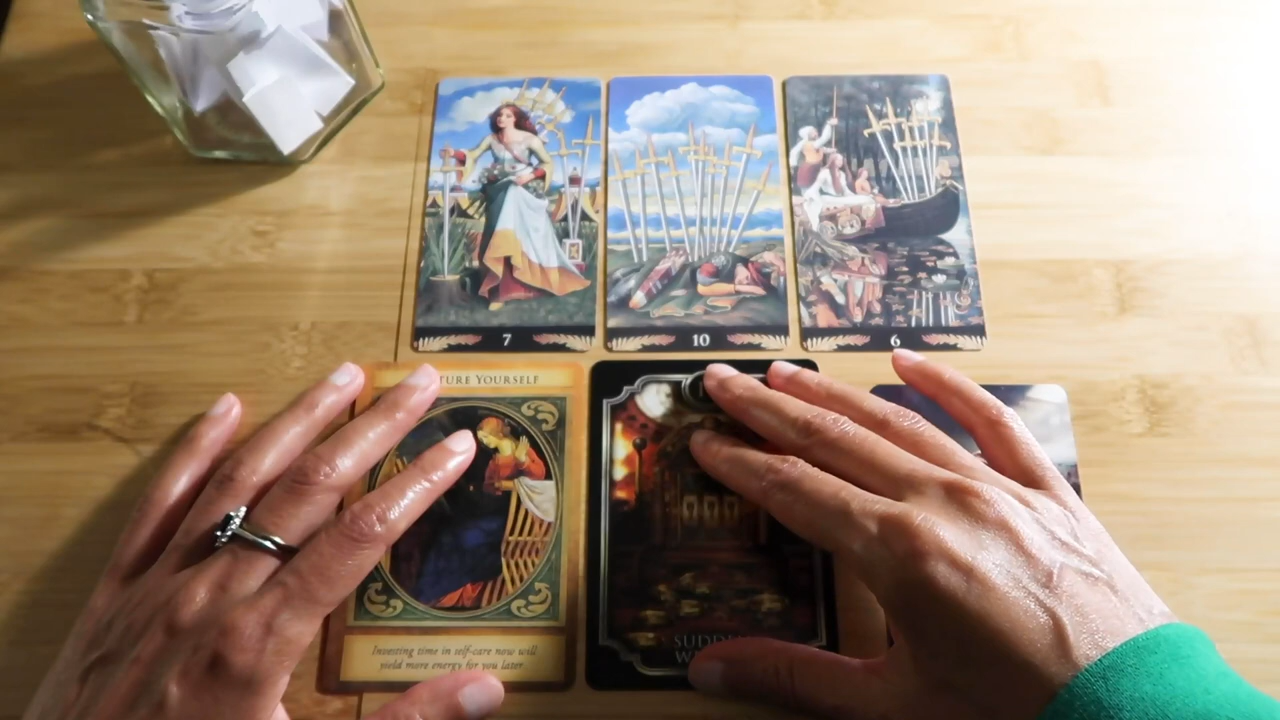 7
10
6
TURE YOURSELF
Investing time in self-care now will
yield more energy for you later.
SUDDEN
W